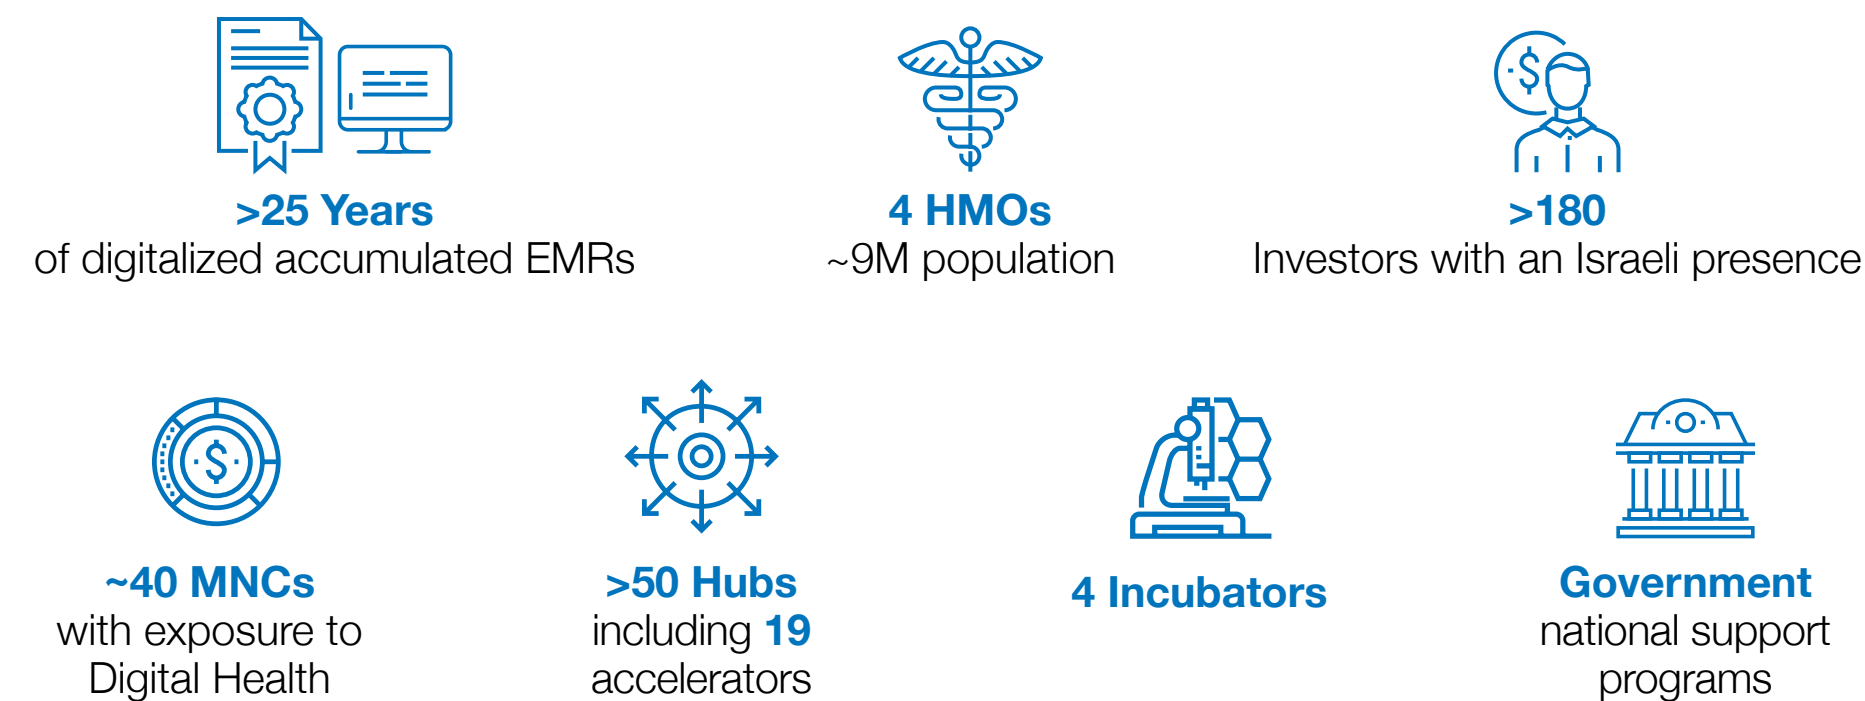 >25 Years
of digitalized accumulated EMRs
4 HMOs
~9M population
>180
Investors with an Israeli presence
~40 MNCs
with exposure to
Digital Health
>50 Hubs
including 19
accelerators
4 Incubators
Government
national support
programs